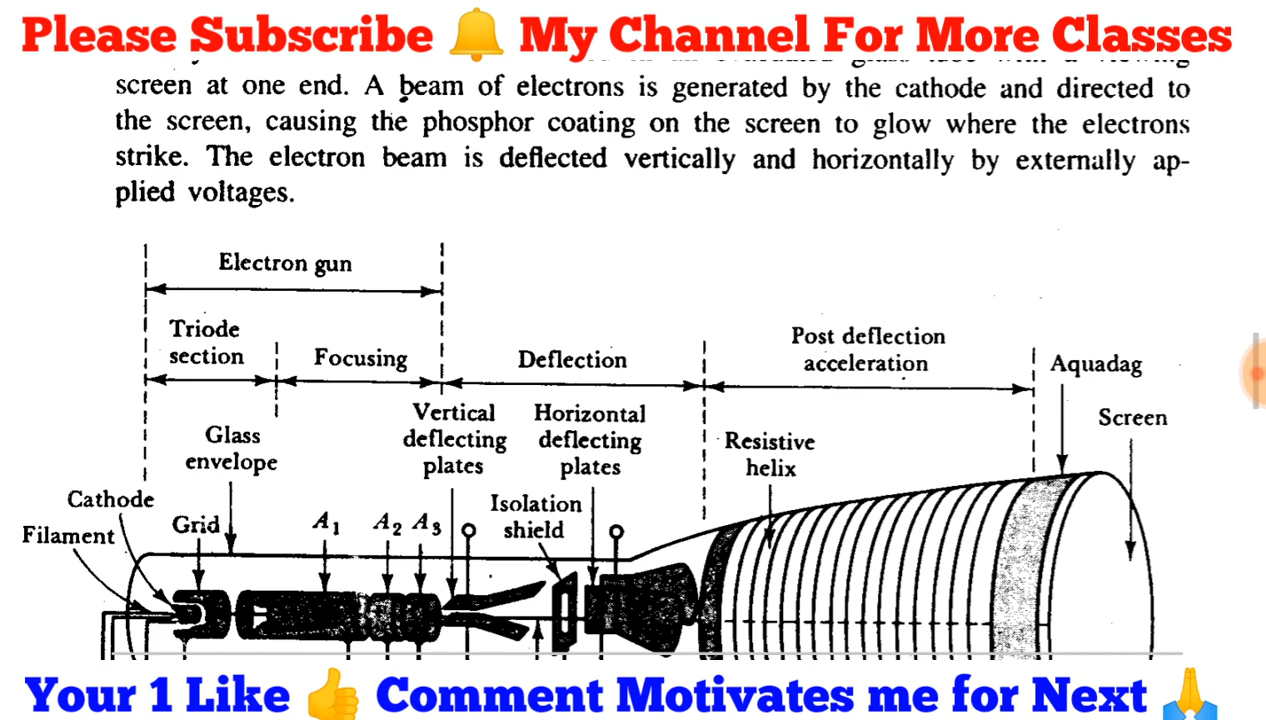 Please Subscribe 🔔 My Channel For More Classes
screen at one end. A beam of electrons is generated by the cathode and directed to
the screen, causing the phosphor coating on the screen to glow where the electrons
strike. The electron beam is deflected vertically and horizontally by externally ap-
plied voltages.
Electron gun
Triode
section
Focusing
Deflection
Post deflection
acceleration
Aquadag
Screen
Vertical
deflecting
plates
Horizontal
deflecting
plates
Resistive
helix
Glass
envelope
Isolation
shield
Cathode
Filament
Grid
A₁
A₂
A₃
Your 1 Like 👍 Comment Motivates me for Next 🙏